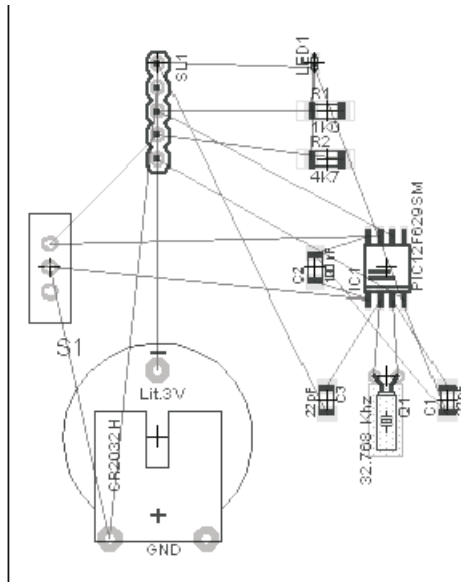 SL1
LED1
R1
R2
4K7
PIC12F629SM
IC1
C2
S1
Lit.3V
CR2032H
GND
22pF
C3
32.768 Khz
Q1
C1